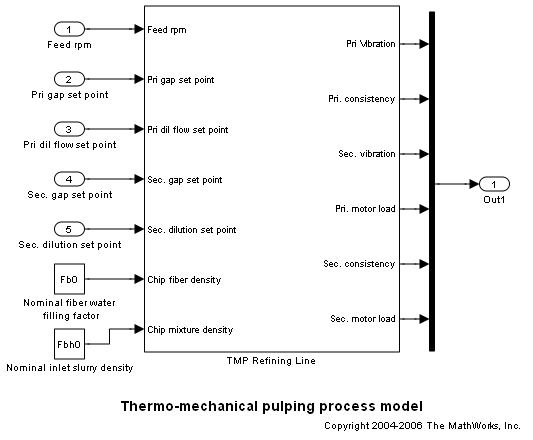 1
Feed rpm
2
Pri gap set point
3
Pri dil flow set point
4
Sec. gap set point
5
Sec. dilution set point
Fb0
Nominal fiber water
filling factor
Fbh0
Nominal inlet slurry density
Feed rpm
Pri gap set point
Pri dil flow set point
Sec. gap set point
Sec. dilution set point
Chip fiber density
Chip mixture density
Pri Vibration
Pri. consistency
Sec. vibration
Pri. motor load
Sec. consistency
Sec. motor load
TMP Refining Line
1
Out1
Thermo-mechanical pulping process model
Copyright 2004-2006 The MathWorks, Inc.